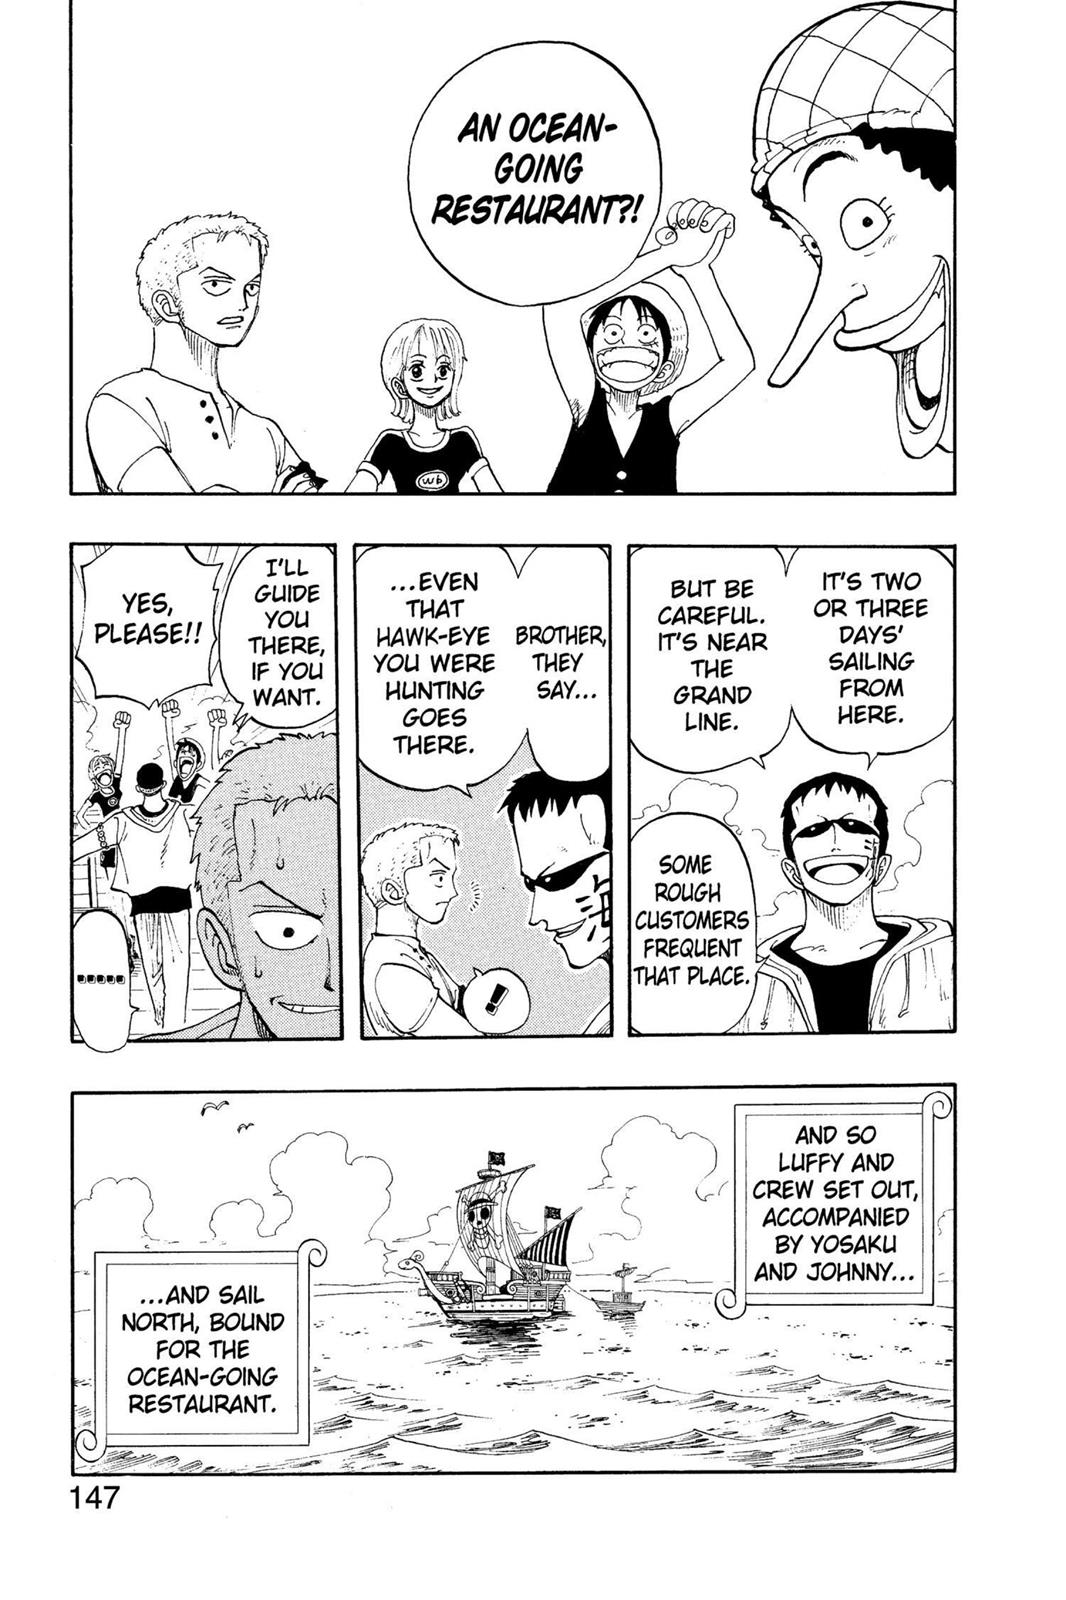 AN OCEAN-
GOING
RESTAURANT?!
wb
IT'S TWO
OR THREE
DAYS'
SAILING
FROM
HERE.
BUT BE
CAREFUL.
IT'S NEAR
THE
GRAND
LINE.
SOME
ROUGH
CUSTOMERS
FREQUENT
THAT PLACE.
BROTHER,
THEY
SAY...
...EVEN
THAT
HAWK-EYE
YOU WERE
HUNTING
GOES
THERE.
海
!
I'LL
GUIDE
YOU
THERE,
IF YOU
WANT.
YES,
PLEASE!!
.....
AND SO
LUFFY AND
CREW SET OUT,
ACCOMPANIED
BY YOSAKU
AND JOHNNY...
...AND SAIL
NORTH, BOUND
FOR THE
OCEAN-GOING
RESTAURANT.
147